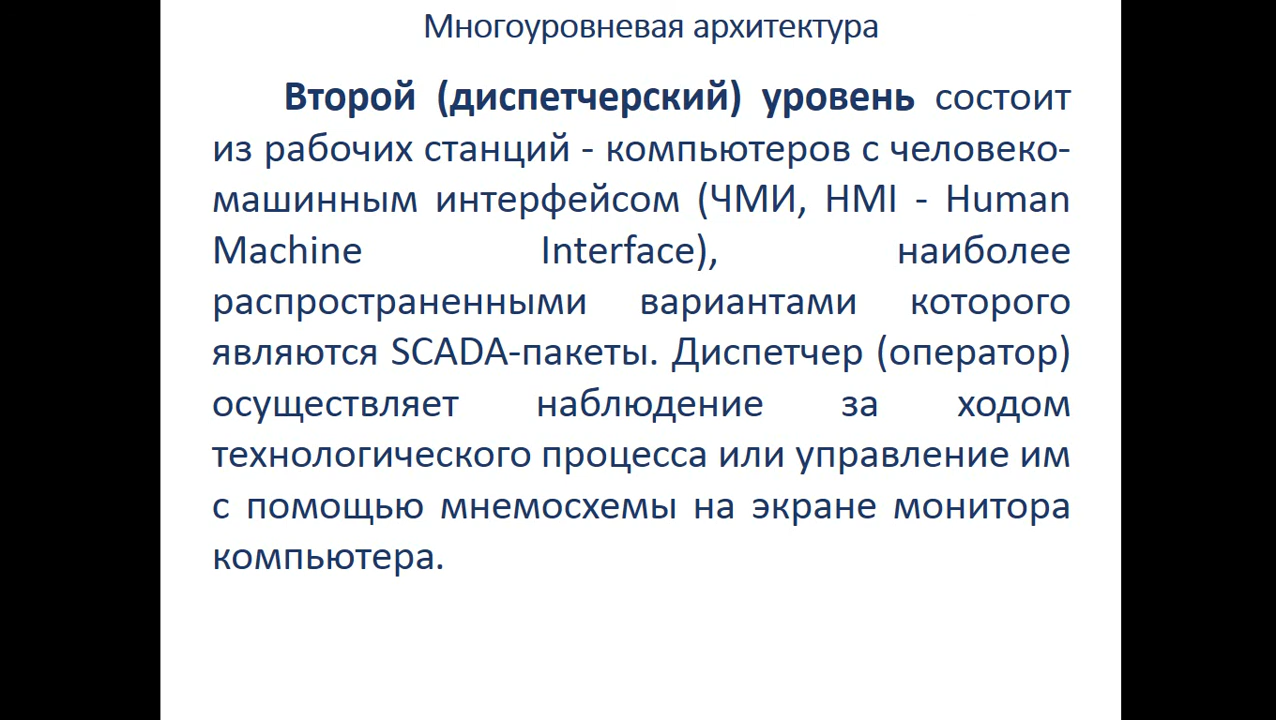 Многоуровневая архитектура
Второй (диспетчерский) уровень состоит
из рабочих станций - компьютеров с человеко-
машинным интерфейсом (ЧМИ, HMI - Human
Machine Interface), наиболее
распространенными вариантами которого
являются SCADA-пакеты. Диспетчер (оператор)
осуществляет наблюдение за ходом
технологического процесса или управление им
с помощью мнемосхемы на экране монитора
компьютера.